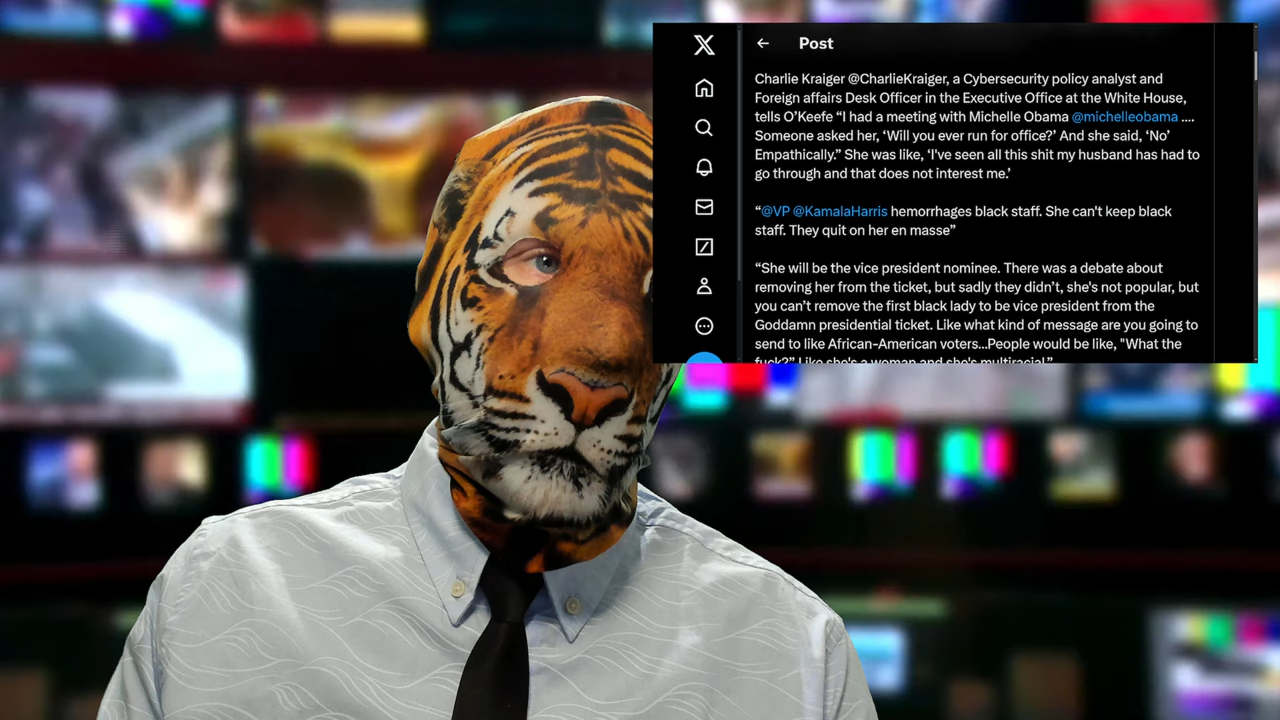 Post
Charlie Kraiger @CharlieKraiger, a Cybersecurity policy analyst and
Foreign affairs Desk Officer in the Executive Office at the White House,
tells O’Keefe “I had a meeting with Michelle Obama @michelleobama ....
Someone asked her, ‘Will you ever run for office?’ And she said, ‘No’
Empathically.” She was like, ‘I’ve seen all this shit my husband has had to
go through and that does not interest me.’
“@VP @KamalaHarris hemorrhages black staff. She can't keep black
staff. They quit on her en masse”
“She will be the vice president nominee. There was a debate about
removing her from the ticket, but sadly they didn’t, she's not popular, but
you can’t remove the first black lady to be vice president from the
Goddamn presidential ticket. Like what kind of message are you going to
send to like African-American voters...People would be like, "What the
fuck?” Like she's a woman and she's multiracial.”